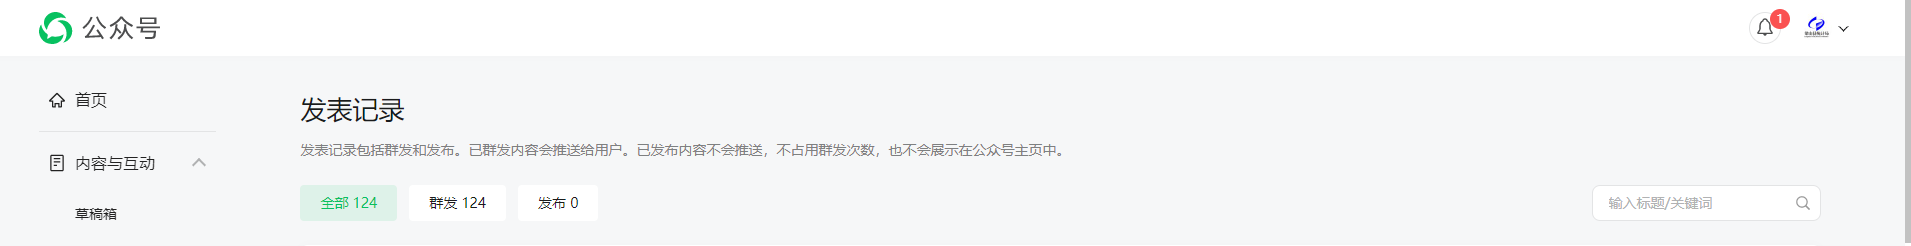 公众号
1
首页
内容与互动
草稿箱
发表记录
发表记录包括群发和发布。已群发内容会推送给用户。已发布内容不会推送，不占用群发次数，也不会展示在公众号主页中。
全部 124 群发 124 发布 0
输入标题/关键词